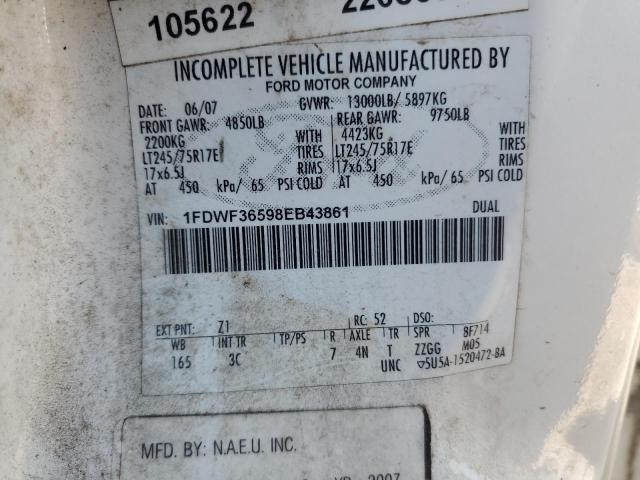 105622
INCOMPLETE VEHICLE MANUFACTURED BY
FORD MOTOR COMPANY
DATE: 06/07 GVWR: 13000LB/ 5897KG
FRONT GAWR: 4850LB REAR GAWR: 9750LB
2200KG WITH 4423KG WITH
LT245/75R17E TIRES LT245/75R17E TIRES
17x6.5J RIMS 17x6.5J RIMS
AT 450 kPa/ 65 PSI COLD AT 450 kPa/ 65 PSI COLD
VIN: 1FDWF36598EB43861 DUAL
EXT PNT: Z1 RC: 52 DSO:
WB INT TR TP/PS R AXLE TR SPR BF714
165 3C 7 4N T ZZGG M05
UNC 5U5A-1520472-BA
MFD. BY: N.A.E.U. INC.